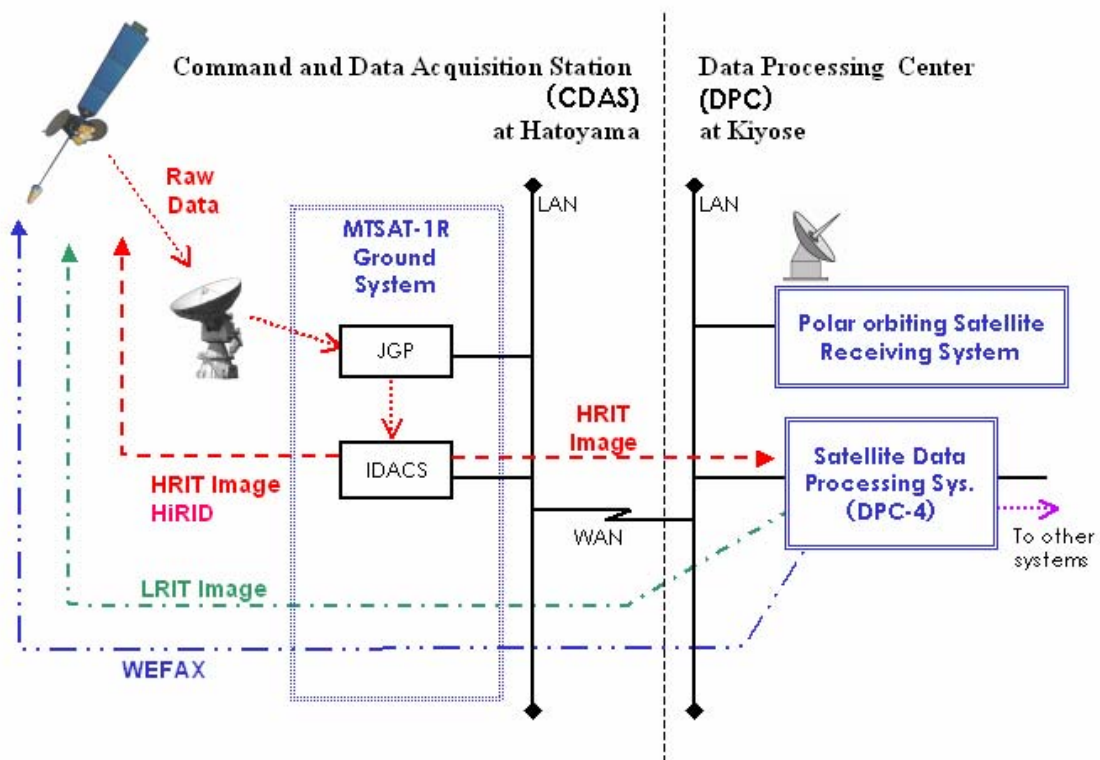 Command and Data Acquisition Station
(CDAS)
at Hatoyama
Data Processing Center
(DPC)
at Kiyose
Raw
Data
LAN
LAN
MTSAT-1R
Ground
System
JGP
Polar orbiting Satellite
Receiving System
HRIT
Image
IDACS
Satellite Data
Processing Sys.
(DPC-4)
HRIT Image
HiRID
WAN
To other
systems
LRIT Image
WEFAX